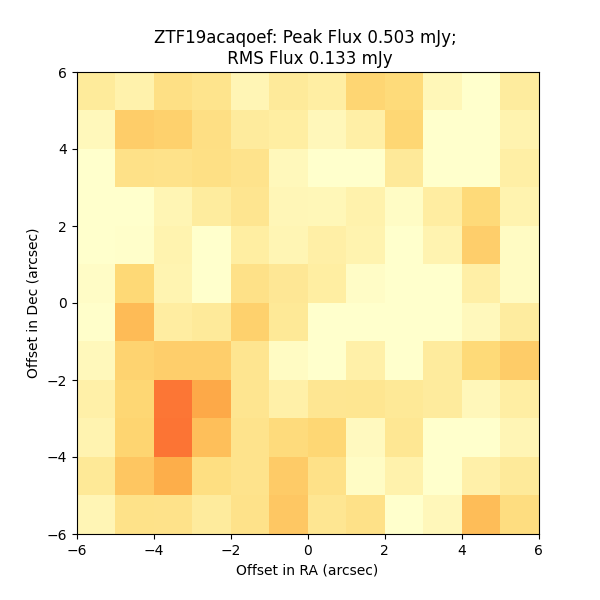 ZTF19acaqoef: Peak Flux 0.503 mJy;
RMS Flux 0.133 mJy
6
4
2
0
−2
−4
−6
Offset in Dec (arcsec)
−6 −4 −2 0 2 4 6
Offset in RA (arcsec)